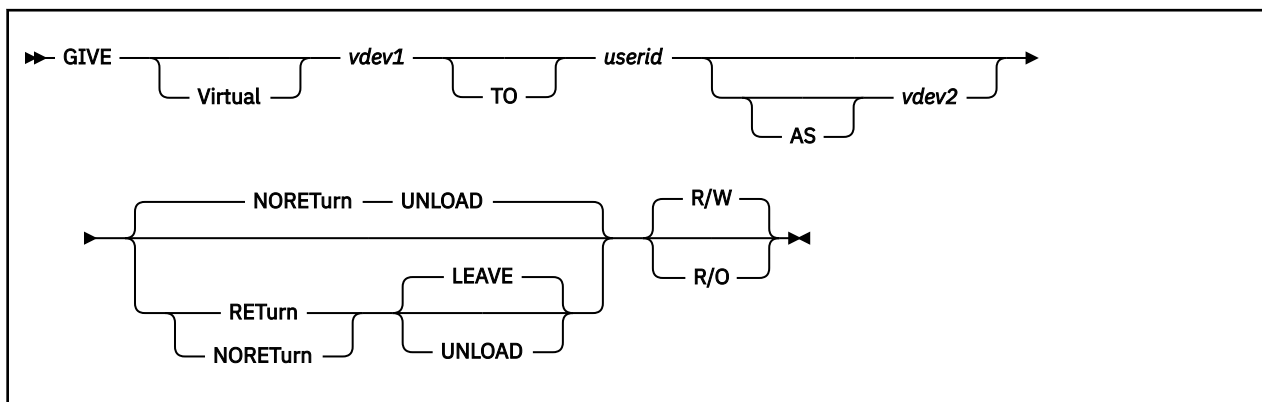 GIVE vdev1 userid
Virtual TO vdev2
AS
NORETurn UNLOAD R/W
LEAVE R/O
RETurn
NORETurn UNLOAD